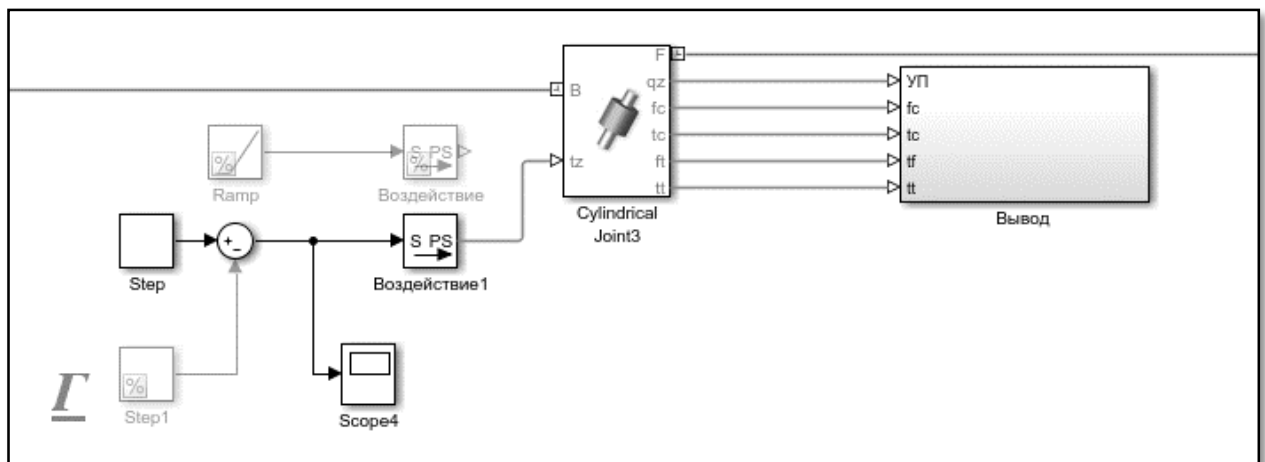 F
B
qz
УП
fc
fc
tc
tc
tz
ft
tf
tt
tt
Cylindrical
Joint3
Вывод
%
S PS
%
Ramp
Воздействие
+
-
S PS
Step
Воздействие1
%
Step1
Scope4
Г